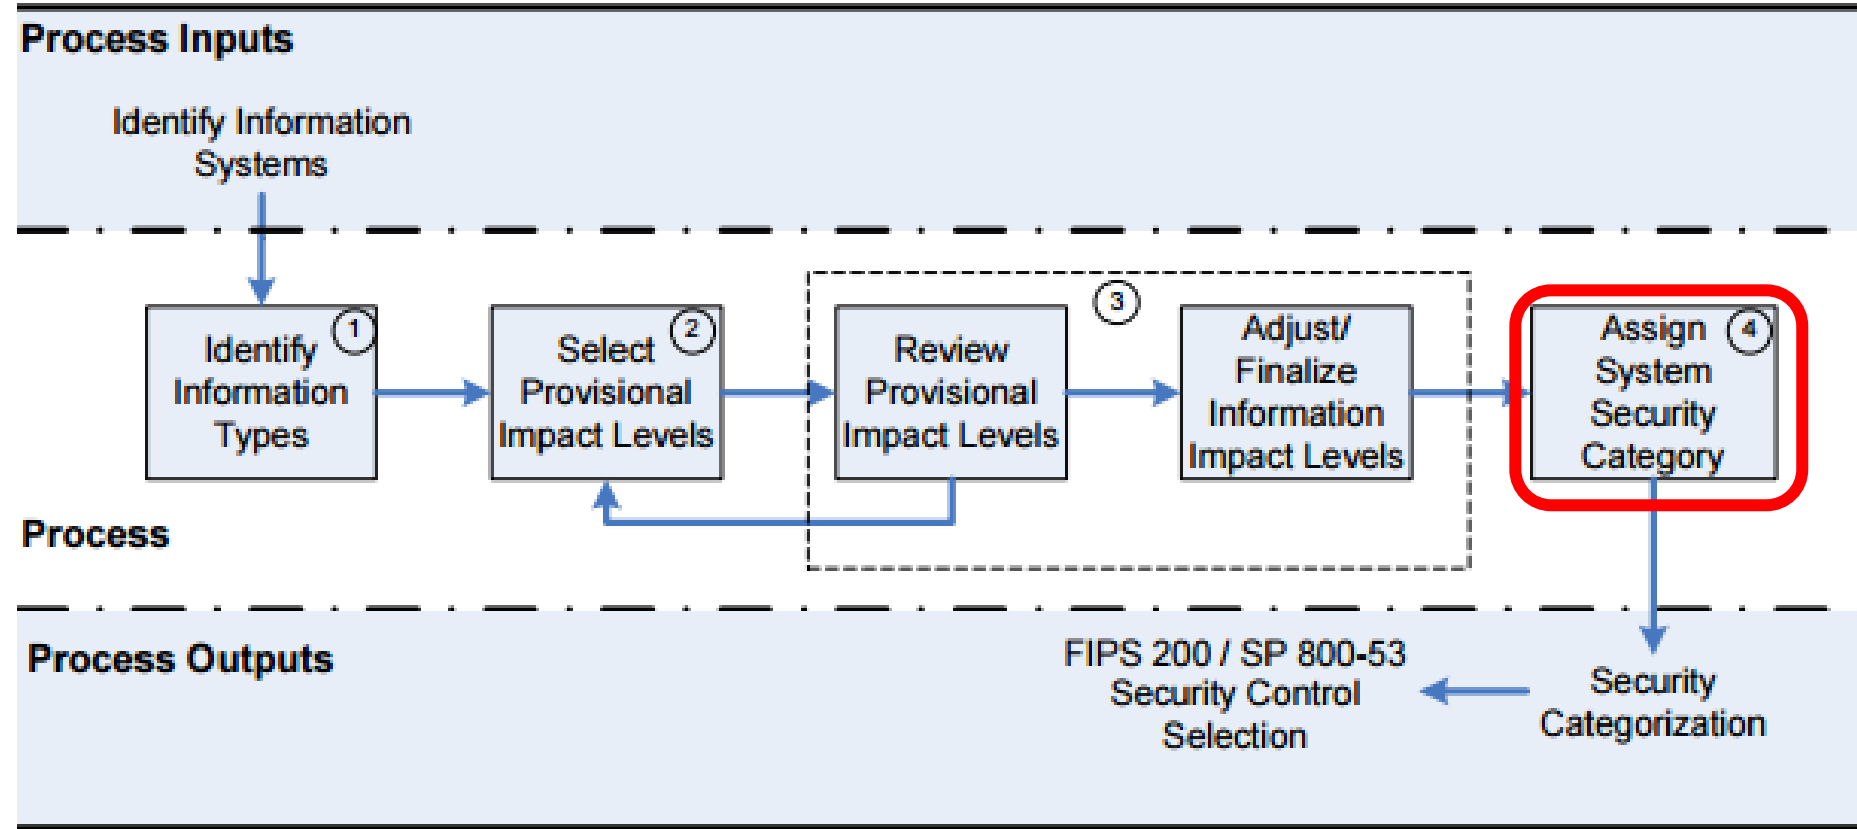 Process Inputs
Identify Information
Systems
1
Identify
Information
Types
2
Select
Provisional
Impact Levels
3
Review
Provisional
Impact Levels
Adjust/
Finalize
Information
Impact Levels
4
Assign
System
Security
Category
Process
Process Outputs
FIPS 200 / SP 800-53
Security Control
Selection
Security
Categorization